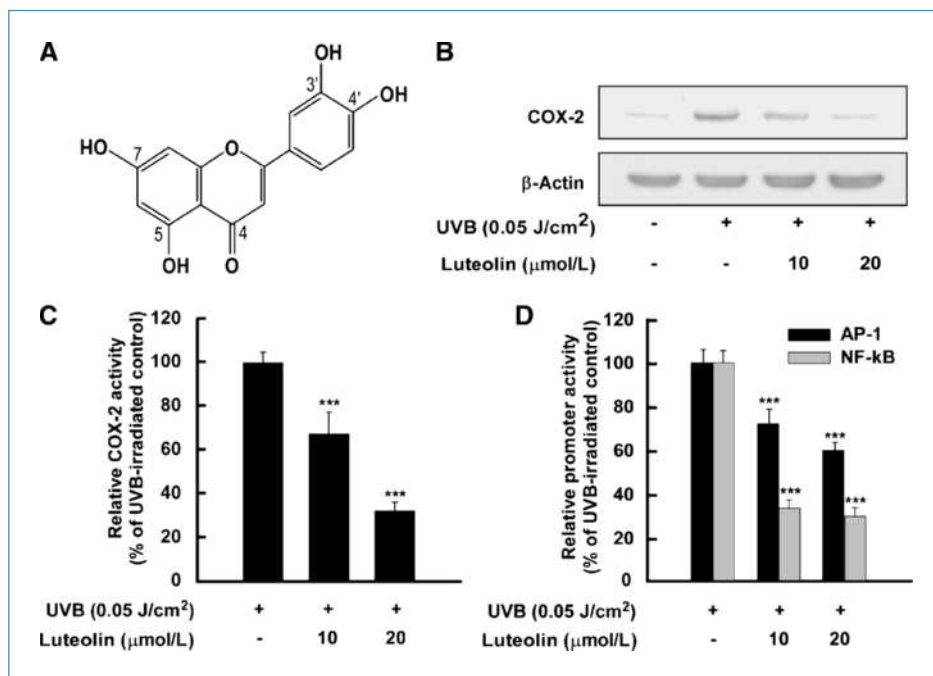 A
OH
3'
4'
OH
HO
7
O
5
4
OH
O
B
COX-2
β-Actin
UVB (0.05 J/cm²) - + + +
Luteolin (μmol/L) - - 10 20
C
Relative COX-2 activity
(% of UVB-irradiated control)
120
100
80
60
40
20
0
***
***
UVB (0.05 J/cm²) + + +
Luteolin (μmol/L) - 10 20
D
Relative promoter activity
(% of UVB-irradiated control)
120
100
80
60
40
20
0
AP-1
NF-kB
***
***
***
***
UVB (0.05 J/cm²) + + +
Luteolin (μmol/L) - 10 20